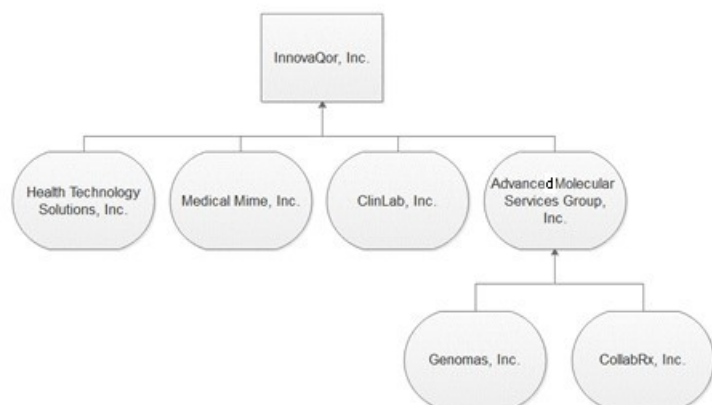 InnovaQor, Inc.
Health Technology
Solutions, Inc.
Medical Mime, Inc.
ClinLab, Inc.
Advanced Molecular
Services Group,
Inc.
Genomas, Inc.
CollabRx, Inc.